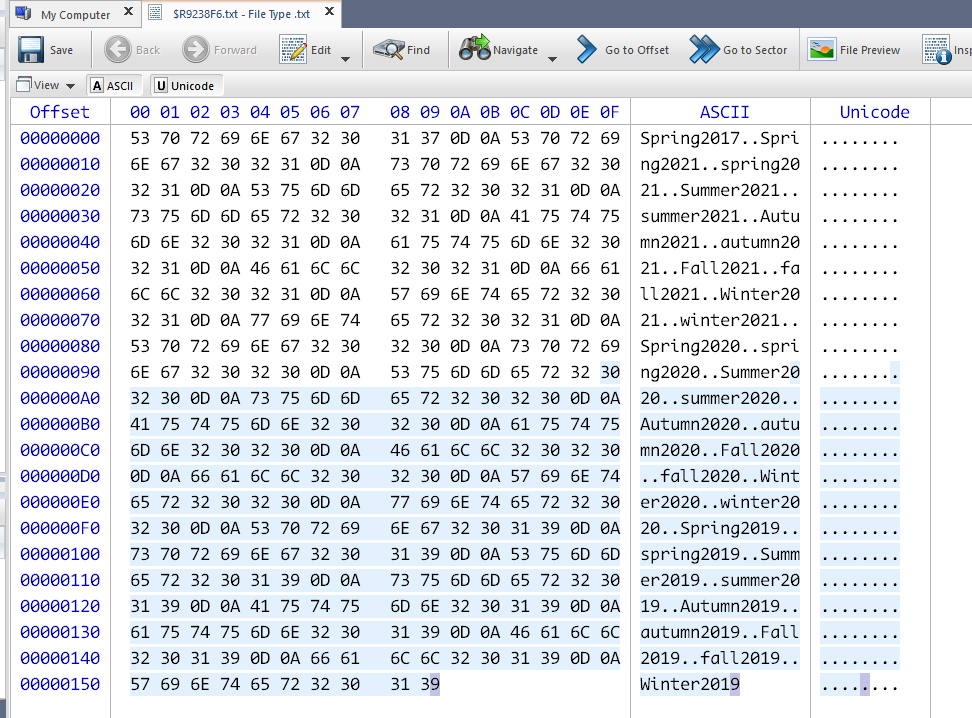 My Computer X $R9238F6.txt - File Type .txt X
Save Back Forward Edit Find Navigate Go to Offset Go to Sector File Preview Insp
View A ASCII U Unicode
Offset 00 01 02 03 04 05 06 07 08 09 0A 0B 0C 0D 0E 0F ASCII Unicode
00000000 53 70 72 69 6E 67 32 30 31 37 0D 0A 53 70 72 69 Spring2017..Spri ........
00000010 6E 67 32 30 32 31 0D 0A 73 70 72 69 6E 67 32 30 ng2021..spring20 ........
00000020 32 31 0D 0A 53 75 6D 6D 65 72 32 30 32 31 0D 0A 21..Summer2021.. ........
00000030 73 75 6D 6D 65 72 32 30 32 31 0D 0A 41 75 74 75 summer2021..Autu ........
00000040 6D 6E 32 30 32 31 0D 0A 61 75 74 75 6D 6E 32 30 mn2021..autumn20 ........
00000050 32 31 0D 0A 46 61 6C 6C 32 30 32 31 0D 0A 66 61 21..Fall2021..fa ........
00000060 6C 6C 32 30 32 31 0D 0A 57 69 6E 74 65 72 32 30 ll2021..Winter20 ........
00000070 32 31 0D 0A 77 69 6E 74 65 72 32 30 32 31 0D 0A 21..winter2021.. ........
00000080 53 70 72 69 6E 67 32 30 32 30 0D 0A 73 70 72 69 Spring2020..spri ........
00000090 6E 67 32 30 32 30 0D 0A 53 75 6D 6D 65 72 32 30 ng2020..Summer20 ........
000000A0 32 30 0D 0A 73 75 6D 6D 65 72 32 30 32 30 0D 0A 20..summer2020.. ........
000000B0 41 75 74 75 6D 6E 32 30 32 30 0D 0A 61 75 74 75 Autumn2020..autu ........
000000C0 6D 6E 32 30 32 30 0D 0A 46 61 6C 6C 32 30 32 30 mn2020..Fall2020 ........
000000D0 0D 0A 66 61 6C 6C 32 30 32 30 0D 0A 57 69 6E 74 ..fall2020..Wint ........
000000E0 65 72 32 30 32 30 0D 0A 77 69 6E 74 65 72 32 30 er2020..winter20 ........
000000F0 32 30 0D 0A 53 70 72 69 6E 67 32 30 31 39 0D 0A 20..Spring2019.. ........
00000100 73 70 72 69 6E 67 32 30 31 39 0D 0A 53 75 6D 6D spring2019..Summ ........
00000110 65 72 32 30 31 39 0D 0A 73 75 6D 6D 65 72 32 30 er2019..summer20 ........
00000120 31 39 0D 0A 41 75 74 75 6D 6E 32 30 31 39 0D 0A 19..Autumn2019.. ........
00000130 61 75 74 75 6D 6E 32 30 31 39 0D 0A 46 61 6C 6C autumn2019..Fall ........
00000140 32 30 31 39 0D 0A 66 61 6C 6C 32 30 31 39 0D 0A 2019..fall2019.. ........
00000150 57 69 6E 74 65 72 32 30 31 39 Winter2019 ........